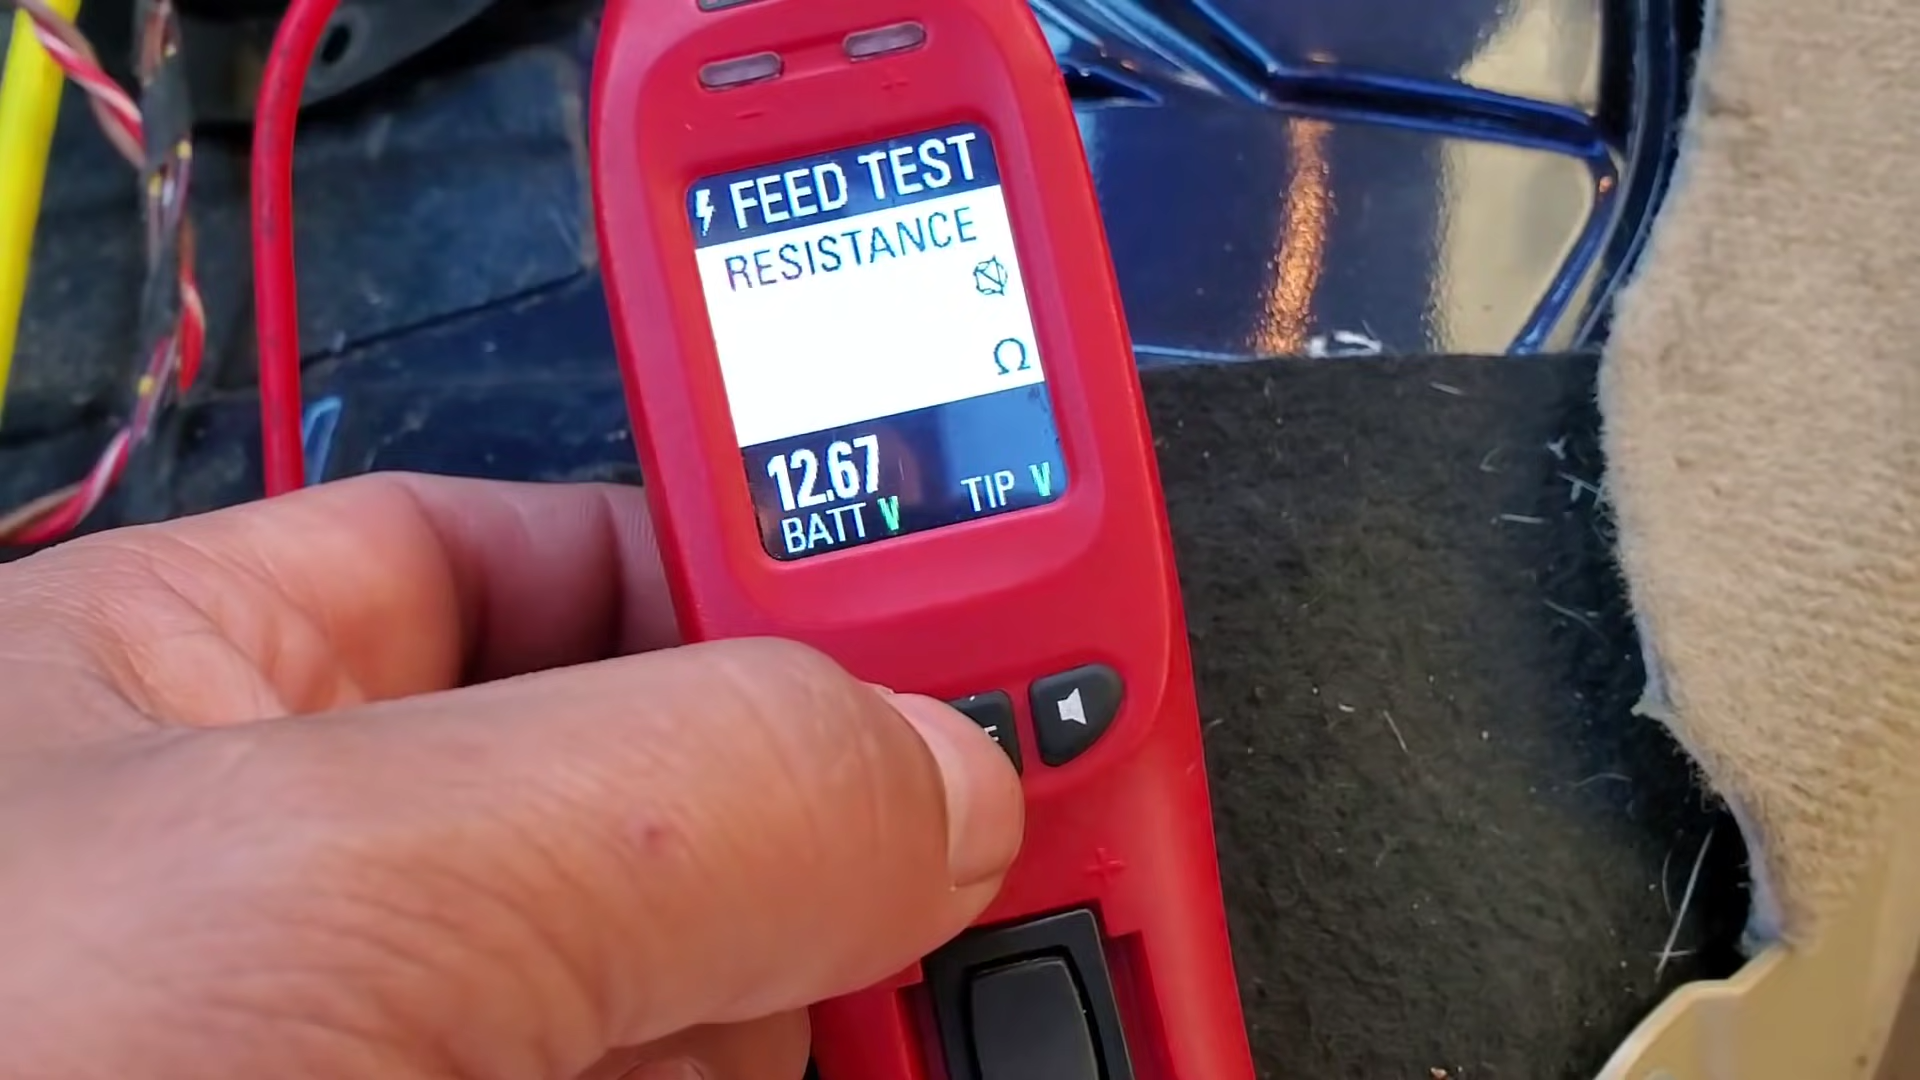 FEED TEST
RESISTANCE
Ω
12.67
BATT V TIP V
E
- +
+